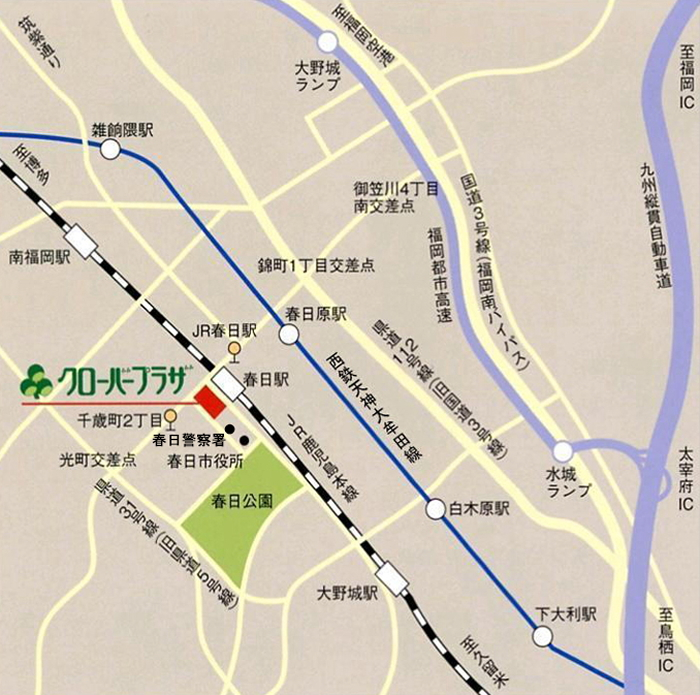 筑紫通り
至福岡空港
大野城
ランプ
至福岡
IC
雑餉隈駅
至博多
御笠川4丁目
南交差点
国道3号線(福岡南バイパス)
九州縦貫自動車道
福岡都市高速
南福岡駅
錦町1丁目交差点
春日原駅
JR春日駅
県道112号線(旧国道3号線)
西鉄天神大牟田線
クローバープラザ
春日駅
千歳町2丁目
春日警察署
光町交差点
春日市役所
JR鹿児島本線
水城
ランプ
太宰府
IC
県道31号線(旧県道5号線)
春日公園
白木原駅
大野城駅
下大利駅
至鳥栖
IC
至久留米